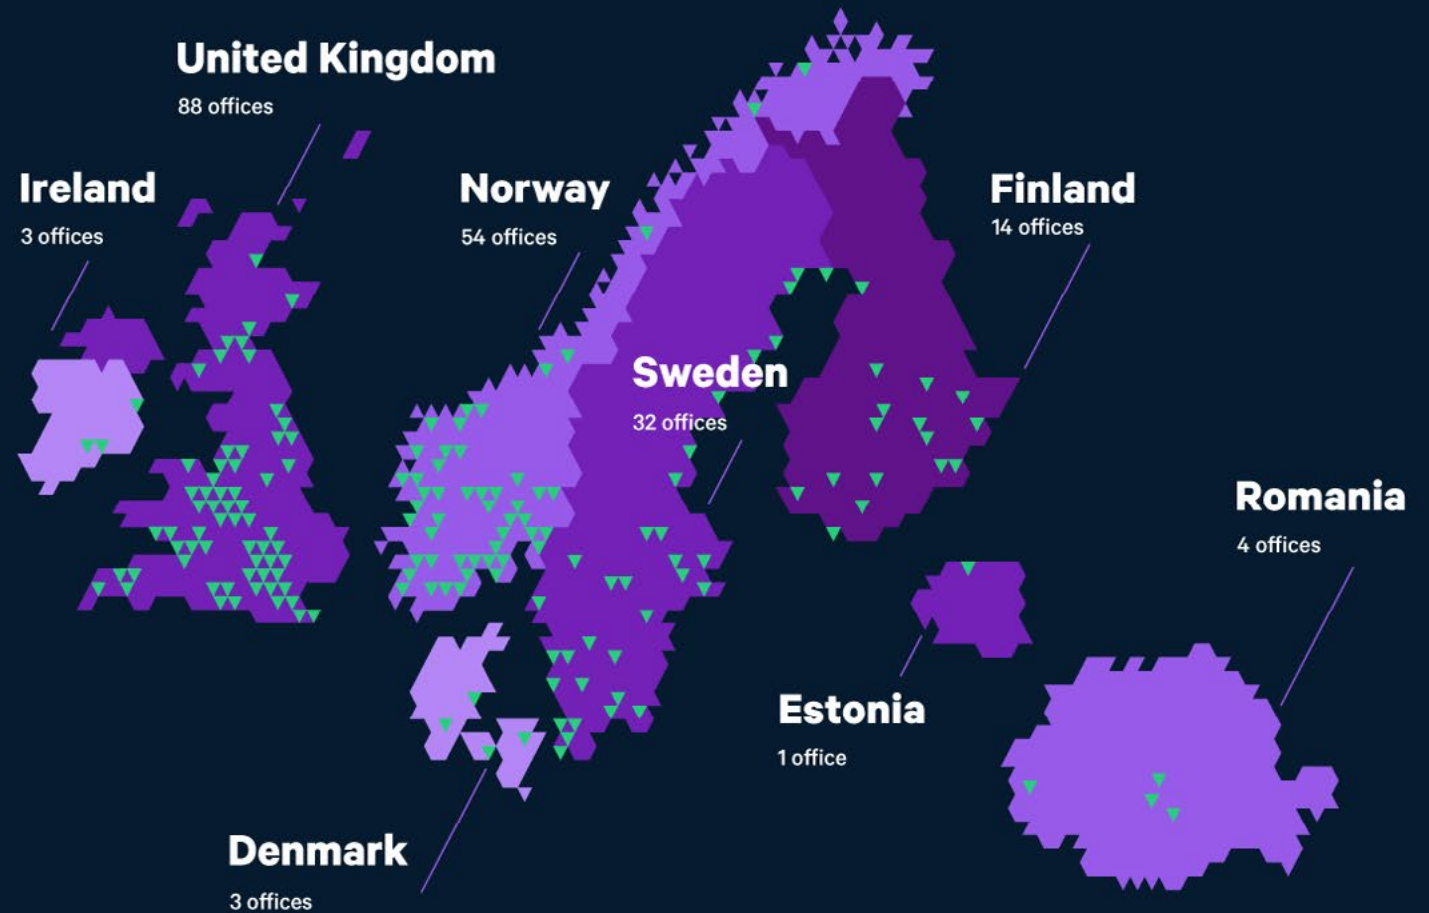 United Kingdom
88 offices
Ireland
3 offices
Norway
54 offices
Finland
14 offices
Sweden
32 offices
Romania
4 offices
Estonia
1 office
Denmark
3 offices